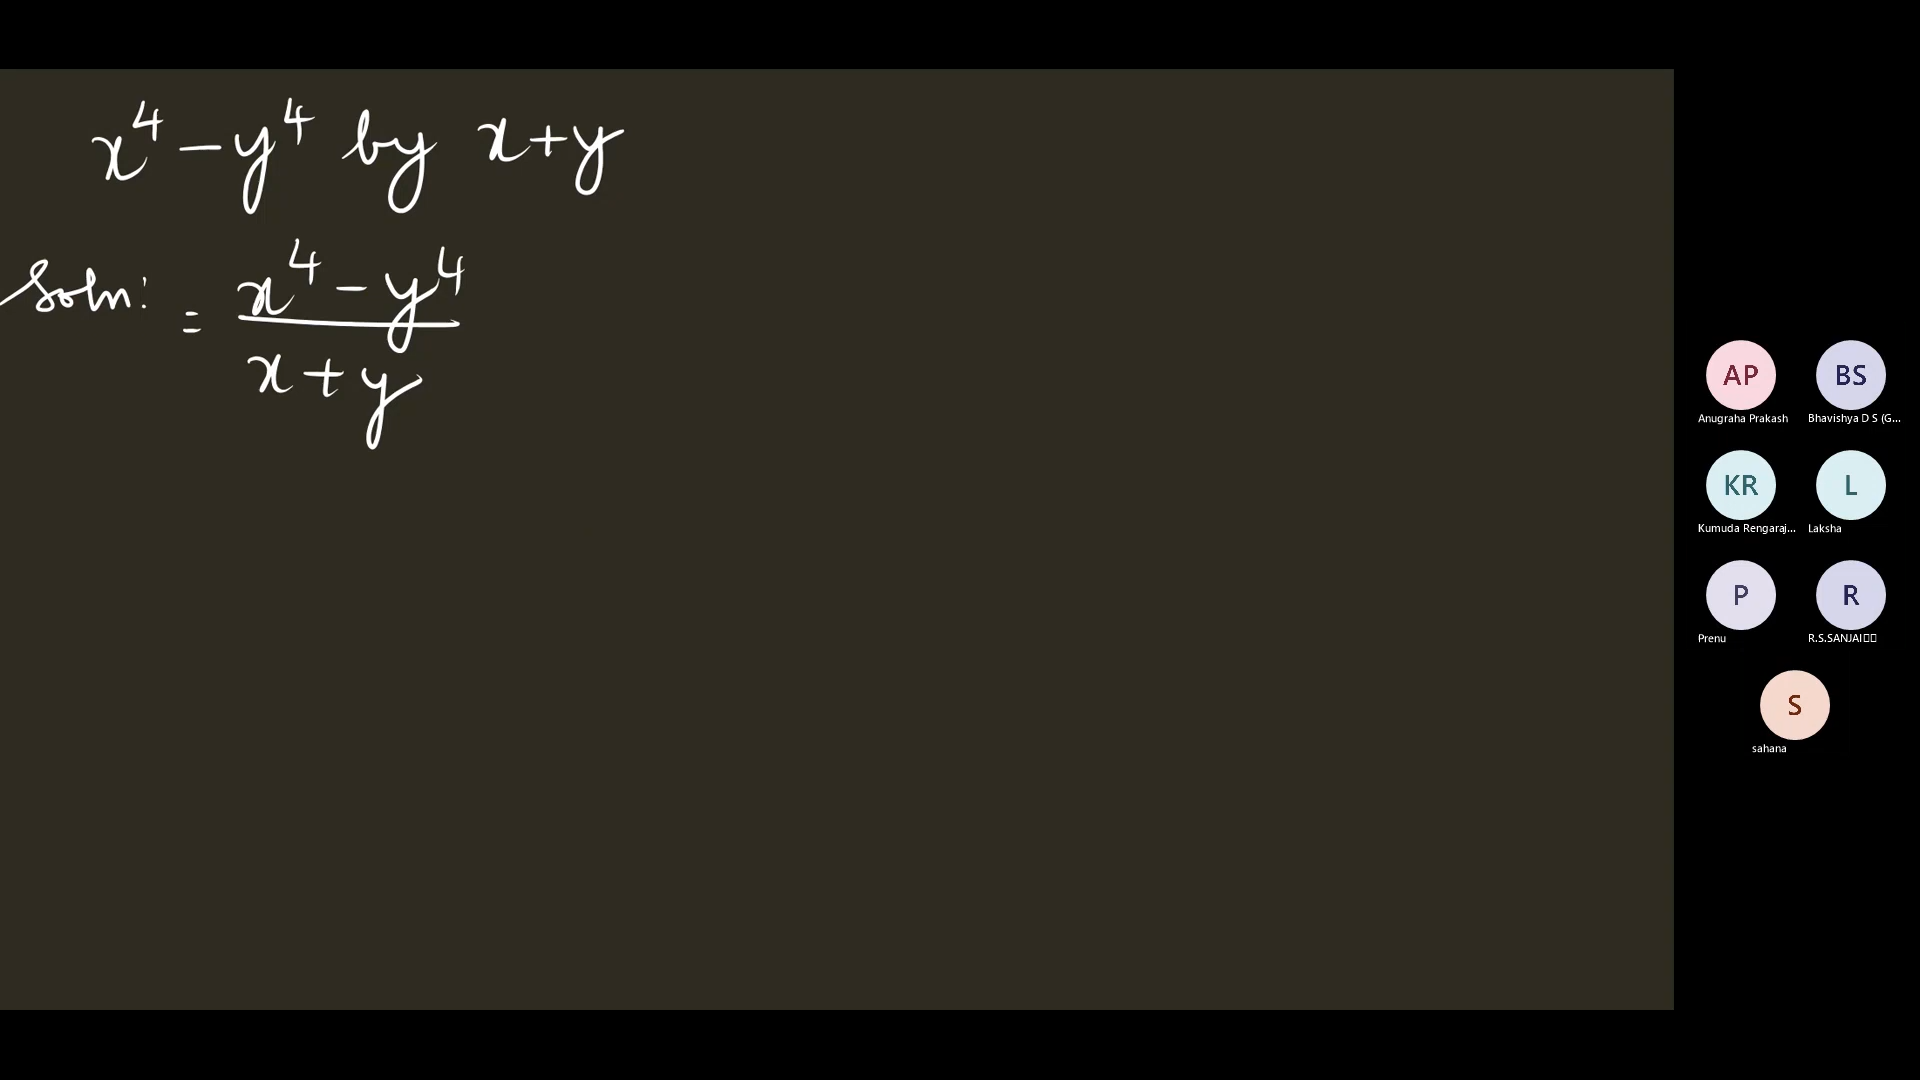 x⁴ - y⁴ by x+y
Soln: = x⁴ - y⁴
x + y
AP
BS
Anugraha Prakash
Bhavishya D S (G...
KR
L
Kumuda Rengaraj...
Laksha
P
R
Prenu
R.S.SANJAI
S
sahana